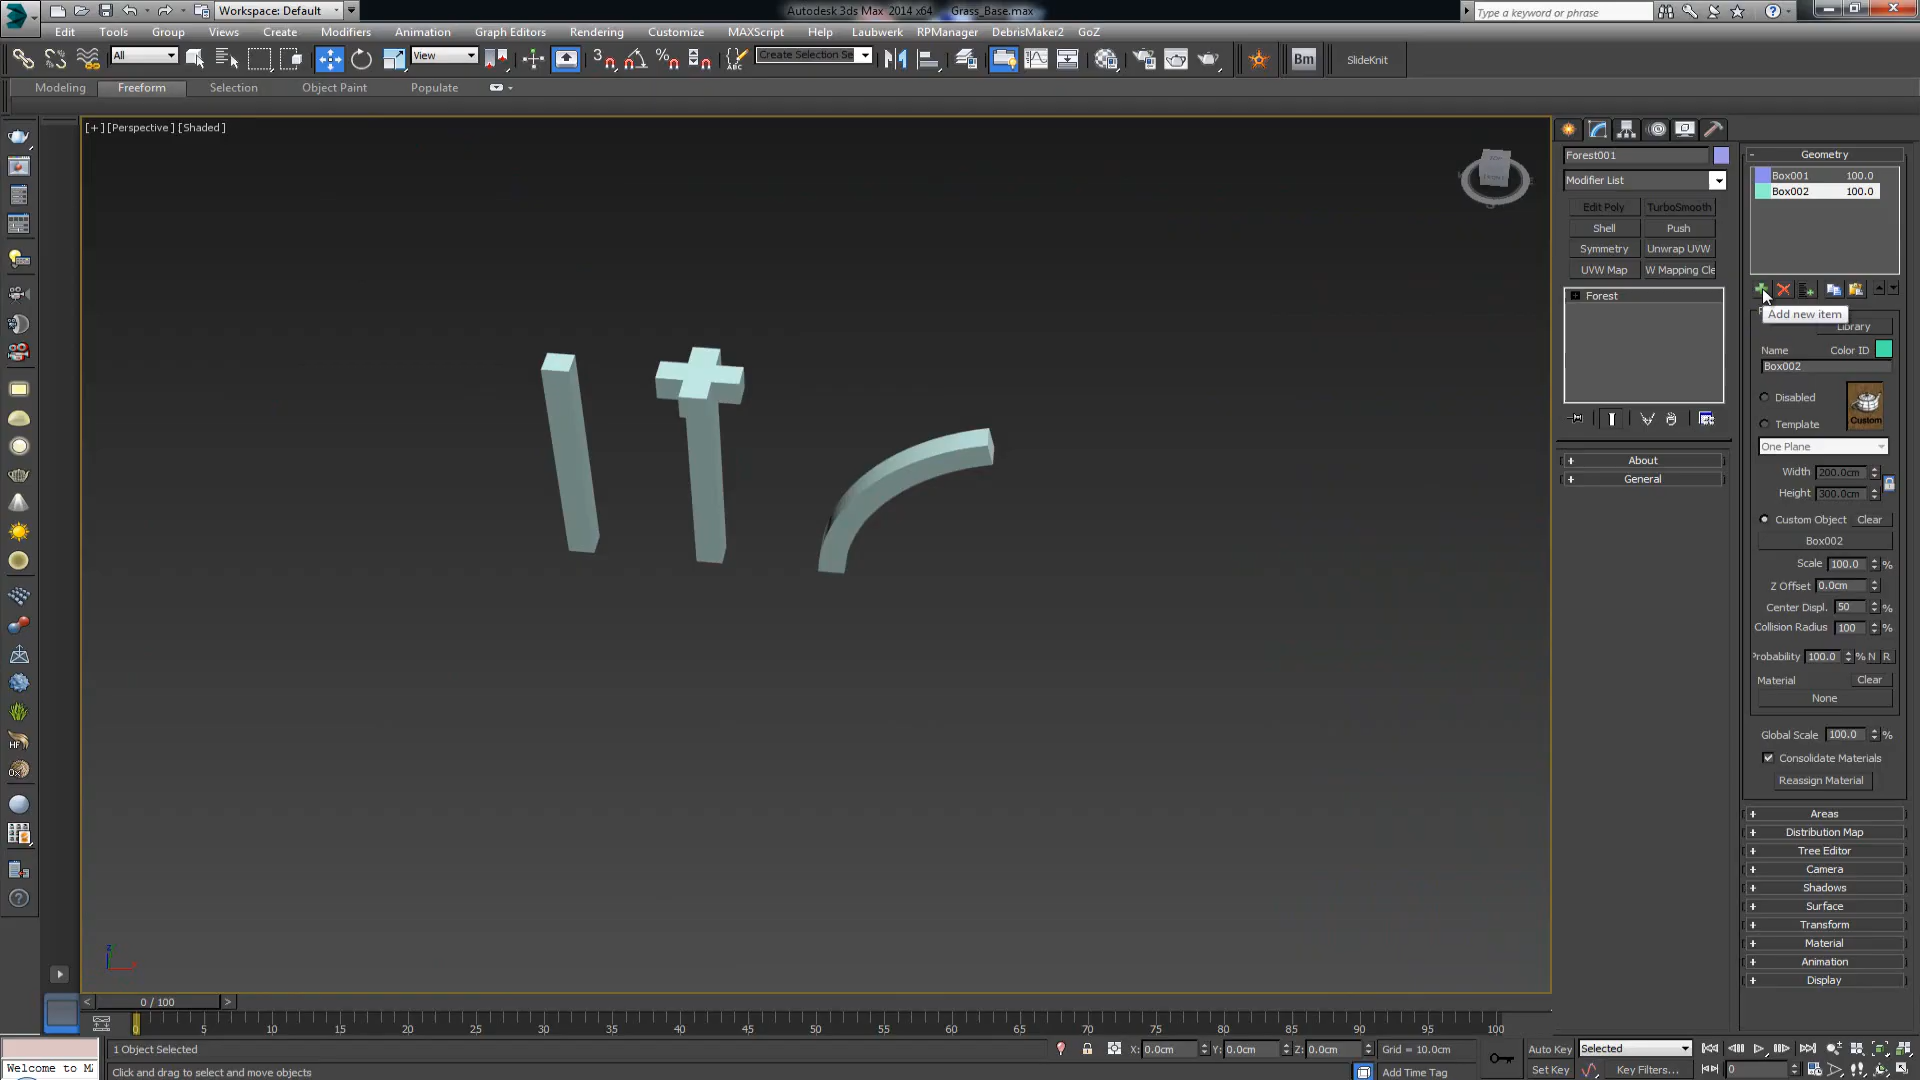 Workspace: Default
Autodesk 3ds Max 2014 x64
Grass_Base.max
Type a keyword or phrase
Edit
Tools
Group
Views
Create
Modifiers
Animation
Graph Editors
Rendering
Customize
MAXScript
Help
Laubwerk
RPManager
DebrisMaker2
GoZ
All
View
Create Selection Se
Bm
SlideKnit
Modeling
Freeform
Selection
Object Paint
Populate
[+] [Perspective] [Shaded]
Forest001
Modifier List
Edit Poly
TurboSmooth
Shell
Push
Symmetry
Unwrap UVW
UVW Map
W Mapping Cle
Forest
+ About
+ General
- Geometry
Box001 100.0
Box002 100.0
Add new item
Library
Name
Color ID
Box002
Disabled
Template
Custom
One Plane
Width 200.0cm
Height 300.0cm
Custom Object
Clear
Box002
Scale 100.0 %
Z Offset 0.0cm
Center Displ. 50 %
Collision Radius 100 %
Probability 100.0 % N R
Material
Clear
None
Global Scale 100.0 %
Consolidate Materials
Reassign Material
+ Areas
+ Distribution Map
+ Tree Editor
+ Camera
+ Shadows
+ Surface
+ Transform
+ Material
+ Animation
+ Display
< 0 / 100 >
0 5 10 15 20 25 30 35 40 45 50 55 60 65 70 75 80 85 90 95 100
1 Object Selected
X: 0.0cm
Y: 0.0cm
Z: 0.0cm
Grid = 10.0cm
Auto Key
Selected
Welcome to MA
Click and drag to select and move objects
Add Time Tag
Set Key
Key Filters...
0